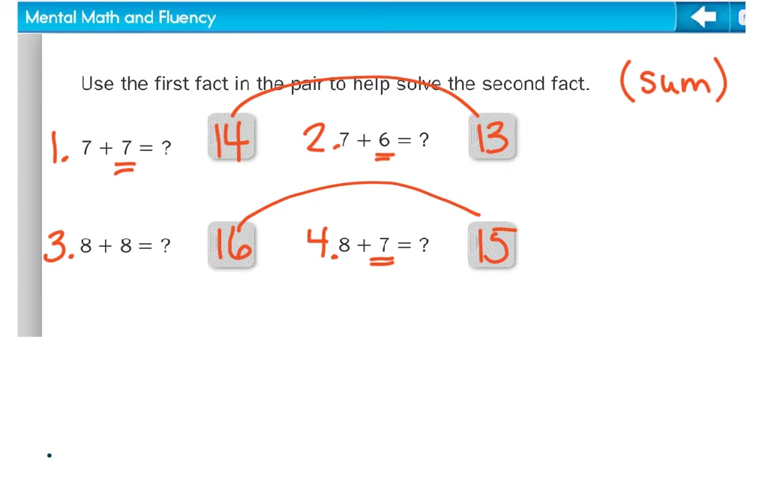 Mental Math and Fluency
Use the first fact in the pair to help solve the second fact. (sum)
1. 7 + 7 = ? 14 2. 7 + 6 = ? 13
3. 8 + 8 = ? 16 4. 8 + 7 = ? 15